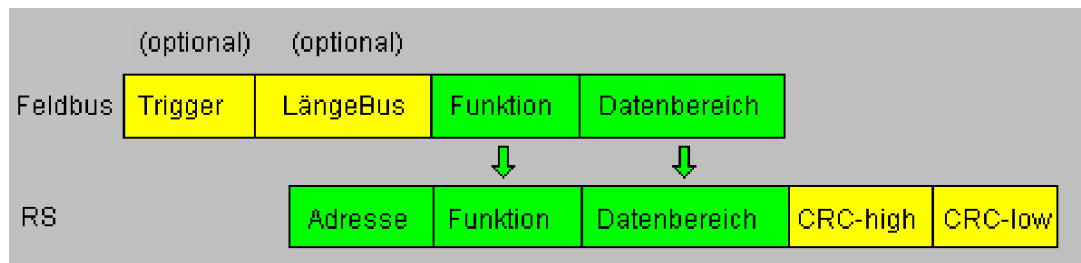 (optional) (optional)
Feldbus Trigger LängeBus Funktion Datenbereich
RS Adresse Funktion Datenbereich CRC-high CRC-low